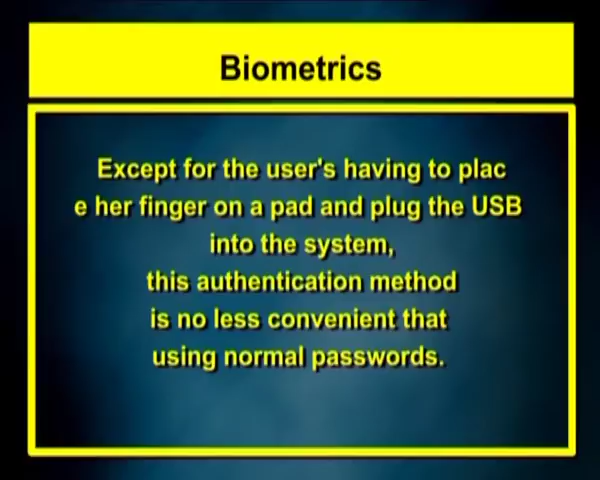 Biometrics
Except for the user's having to plac
e her finger on a pad and plug the USB
into the system,
this authentication method
is no less convenient that
using normal passwords.